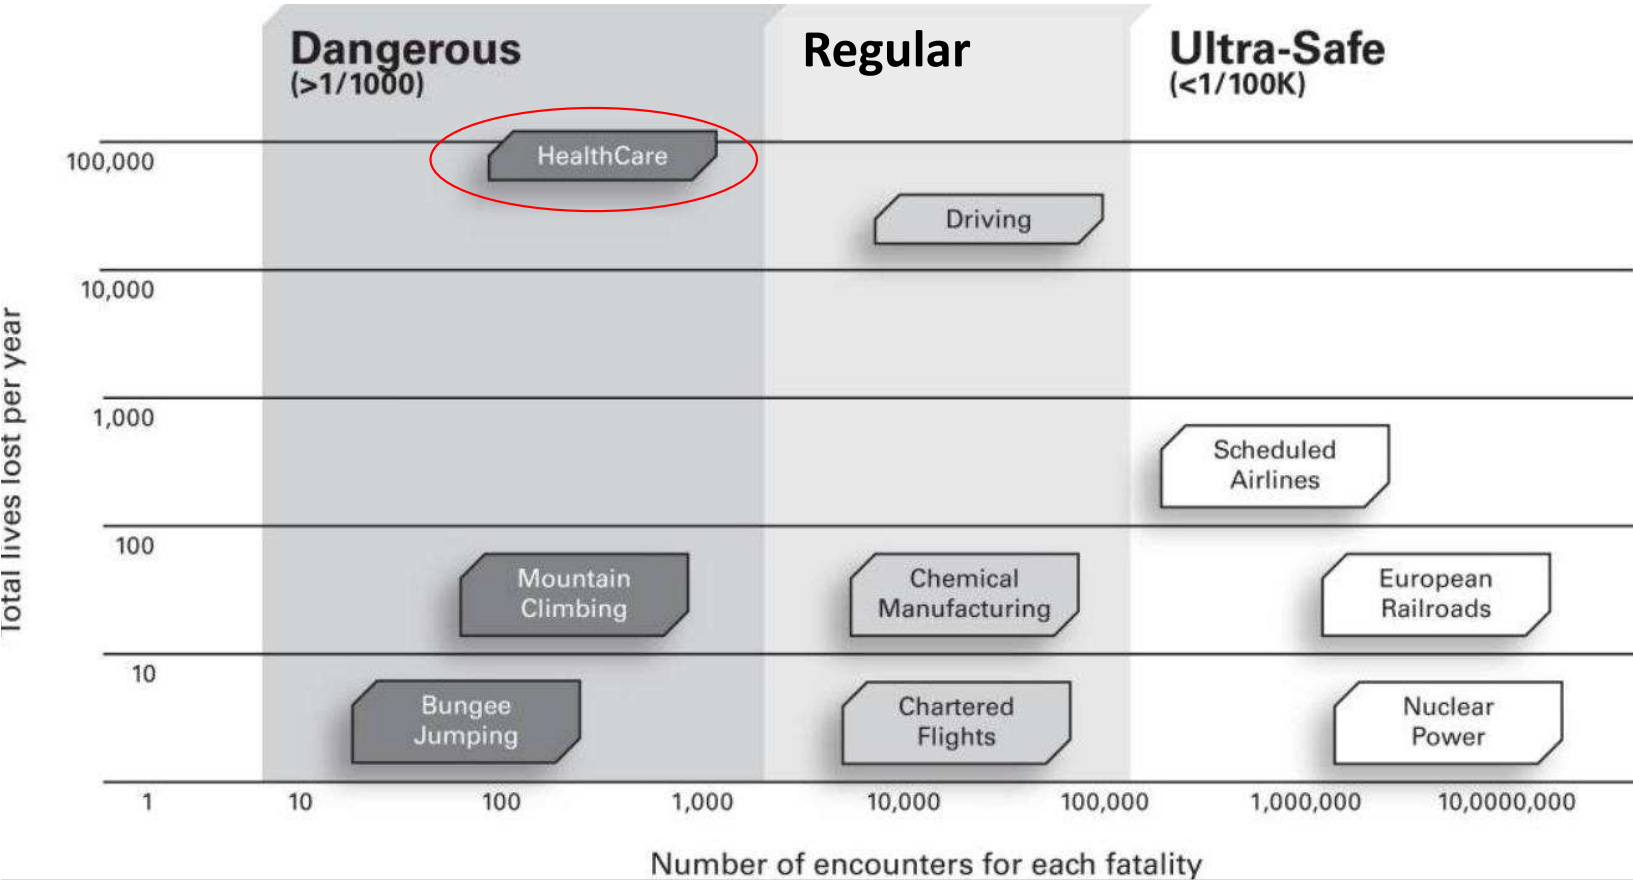 Dangerous
(>1/1000)
Regular
Ultra-Safe
(<1/100K)
100,000
HealthCare
Driving
10,000
Total lives lost per year
1,000
Scheduled
Airlines
100
Mountain
Climbing
Chemical
Manufacturing
European
Railroads
10
Bungee
Jumping
Chartered
Flights
Nuclear
Power
1
10
100
1,000
10,000
100,000
1,000,000
10,0000,000
Number of encounters for each fatality